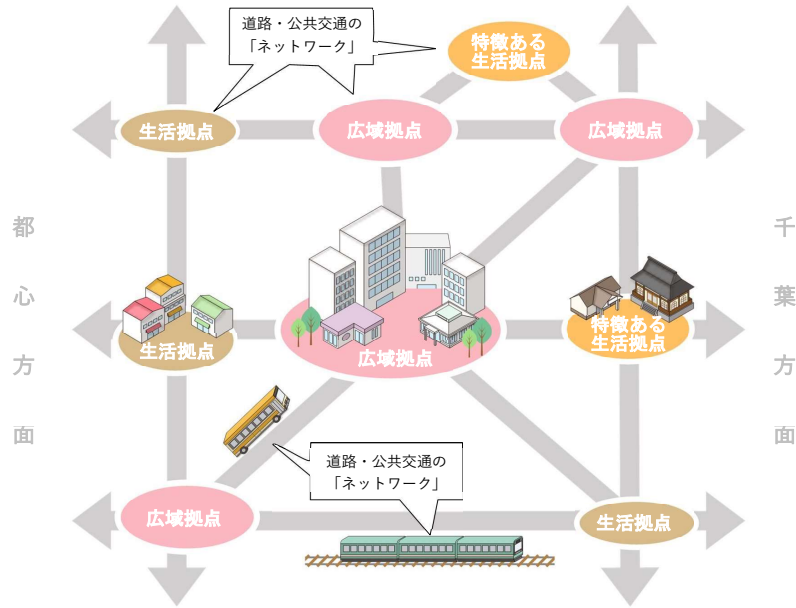 道路・公共交通の
「ネットワーク」
特徴ある
生活拠点
生活拠点
広域拠点
広域拠点
都心方面
千葉方面
生活拠点
広域拠点
特徴ある
生活拠点
道路・公共交通の
「ネットワーク」
広域拠点
生活拠点